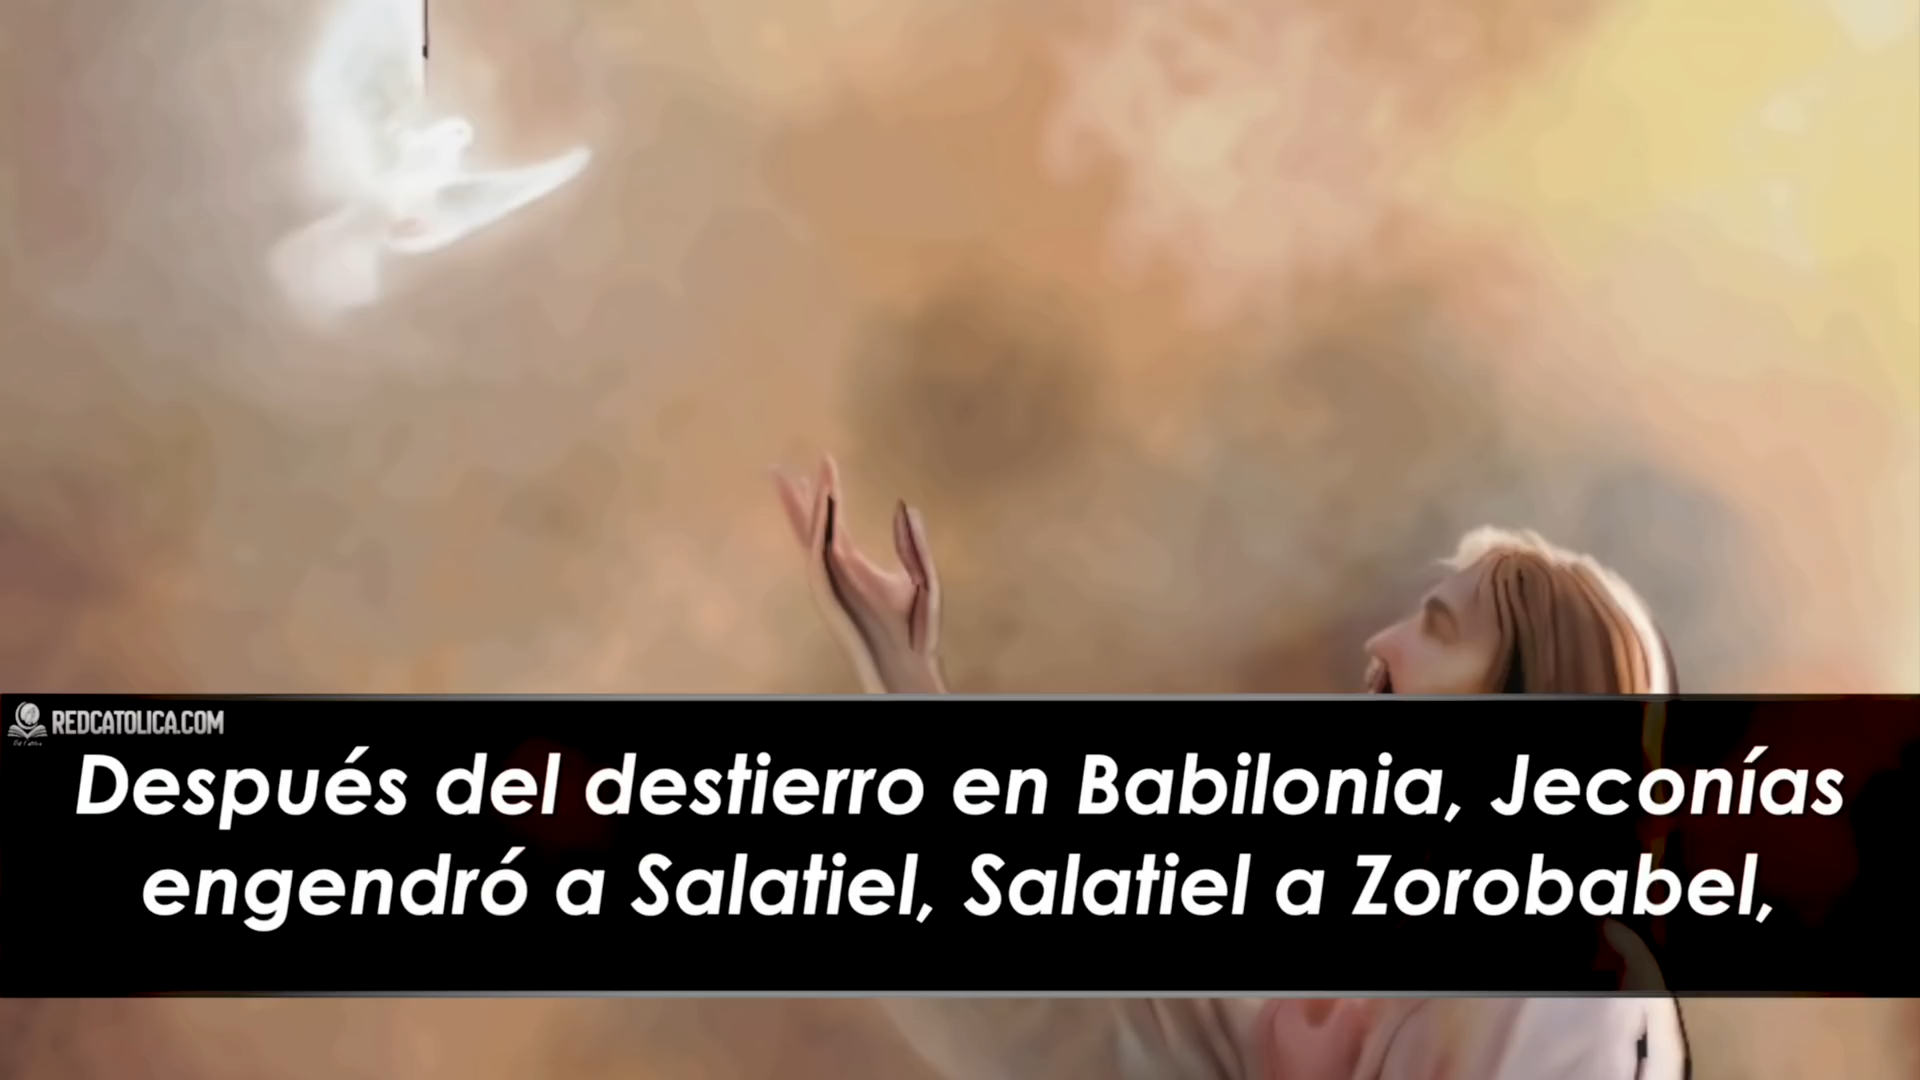 REDCATOLICA.COM
Después del destierro en Babilonia, Jeconías
engendró a Salatiel, Salatiel a Zorobabel,